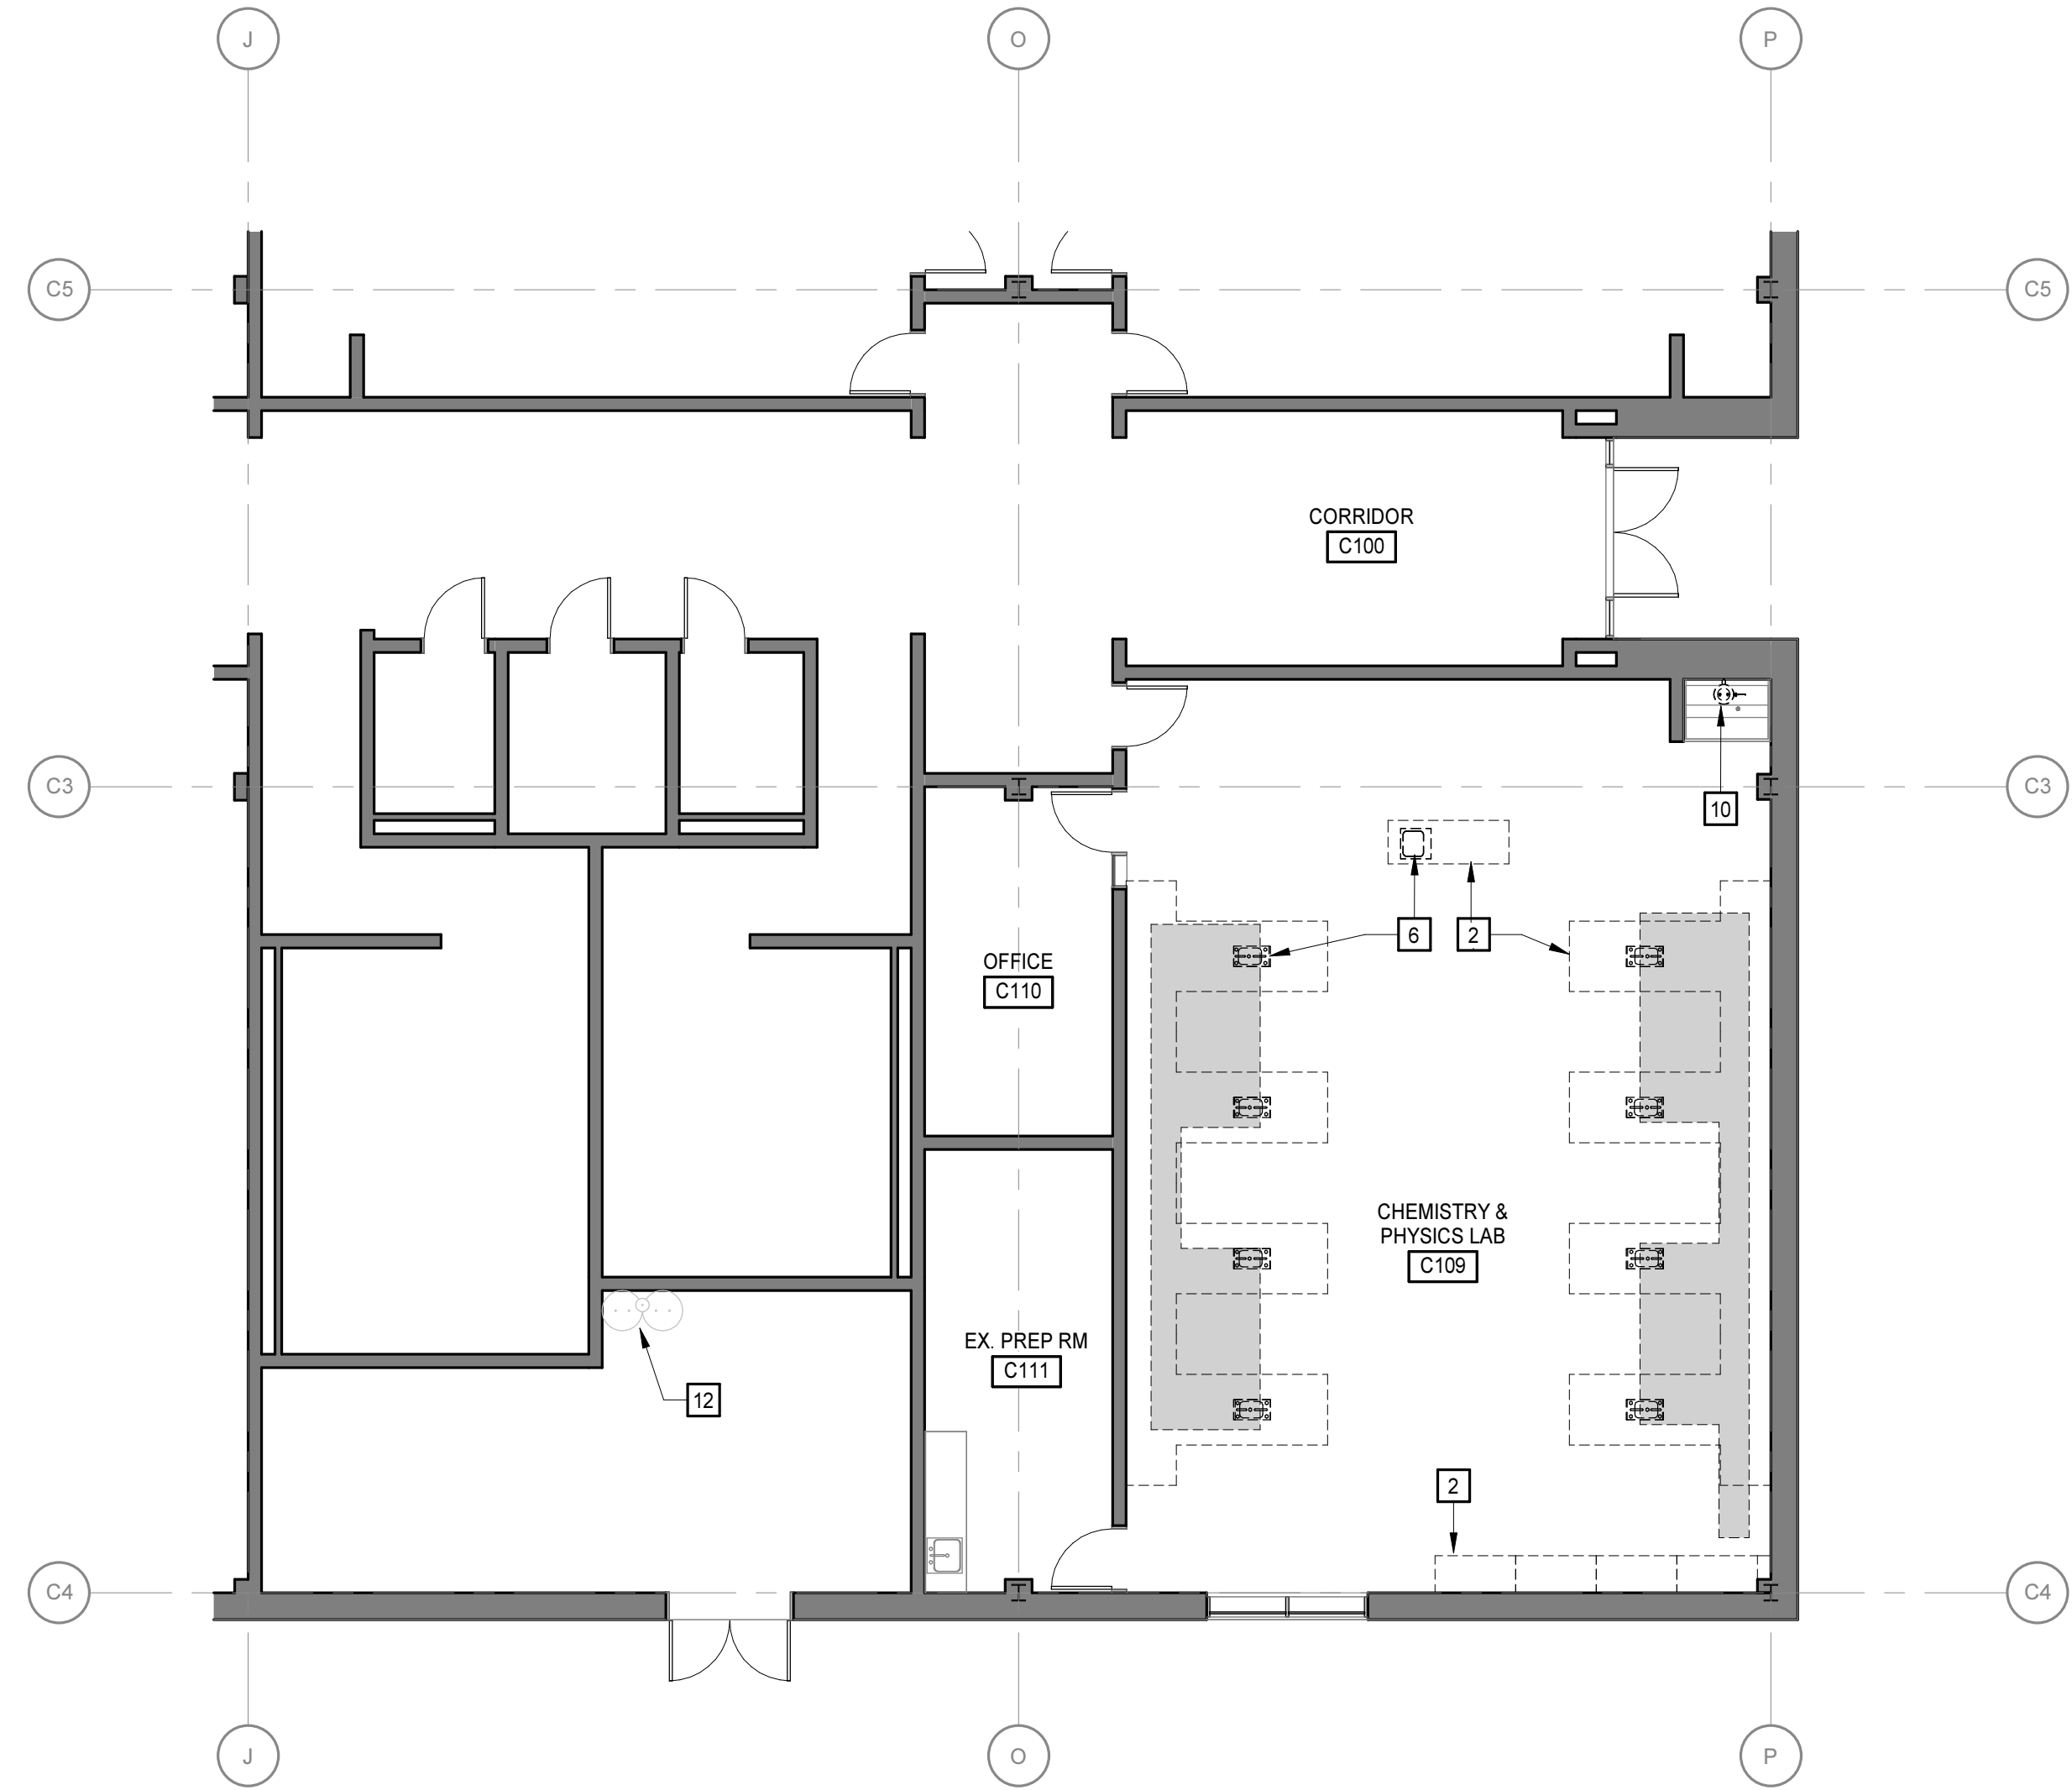 J
O
P
C5
C5
CORRIDOR
C100
C3
C3
10
6
2
OFFICE
C110
CHEMISTRY &
PHYSICS LAB
C109
EX. PREP RM
C111
12
2
C4
C4
J
O
P